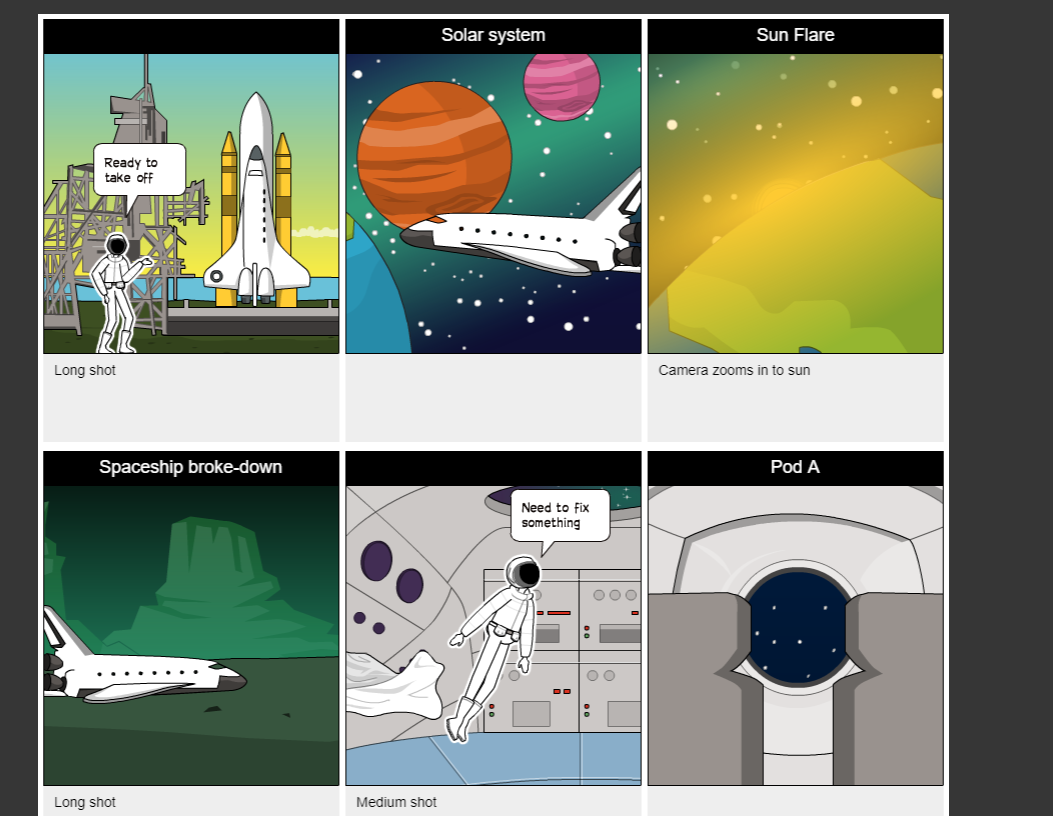 Solar system
Sun Flare
Ready to
take off
Long shot
Camera zooms in to sun
Spaceship broke-down
Pod A
Need to fix
something
Long shot
Medium shot